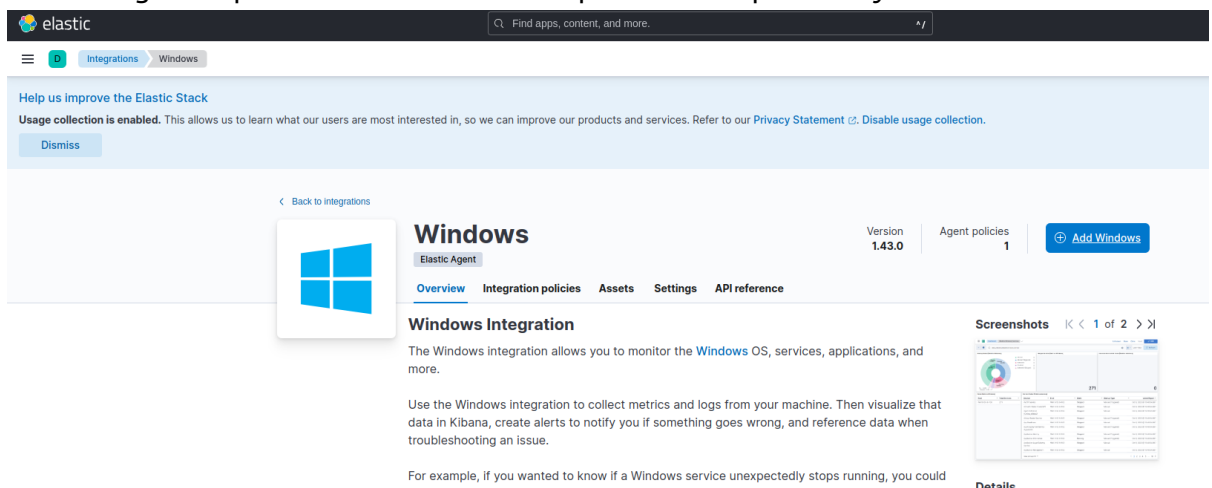 elastic
Find apps, content, and more.
^/
D
Integrations
Windows
Help us improve the Elastic Stack
Usage collection is enabled. This allows us to learn what our users are most interested in, so we can improve our products and services. Refer to our Privacy Statement. Disable usage collection.
Dismiss
Back to integrations
Windows
Elastic Agent
Version
1.43.0
Agent policies
1
Add Windows
Overview
Integration policies
Assets
Settings
API reference
Windows Integration
The Windows integration allows you to monitor the Windows OS, services, applications, and
more.
Use the Windows integration to collect metrics and logs from your machine. Then visualize that
data in Kibana, create alerts to notify you if something goes wrong, and reference data when
troubleshooting an issue.
For example, if you wanted to know if a Windows service unexpectedly stops running, you could
Screenshots
1 of 2
271
0
Details